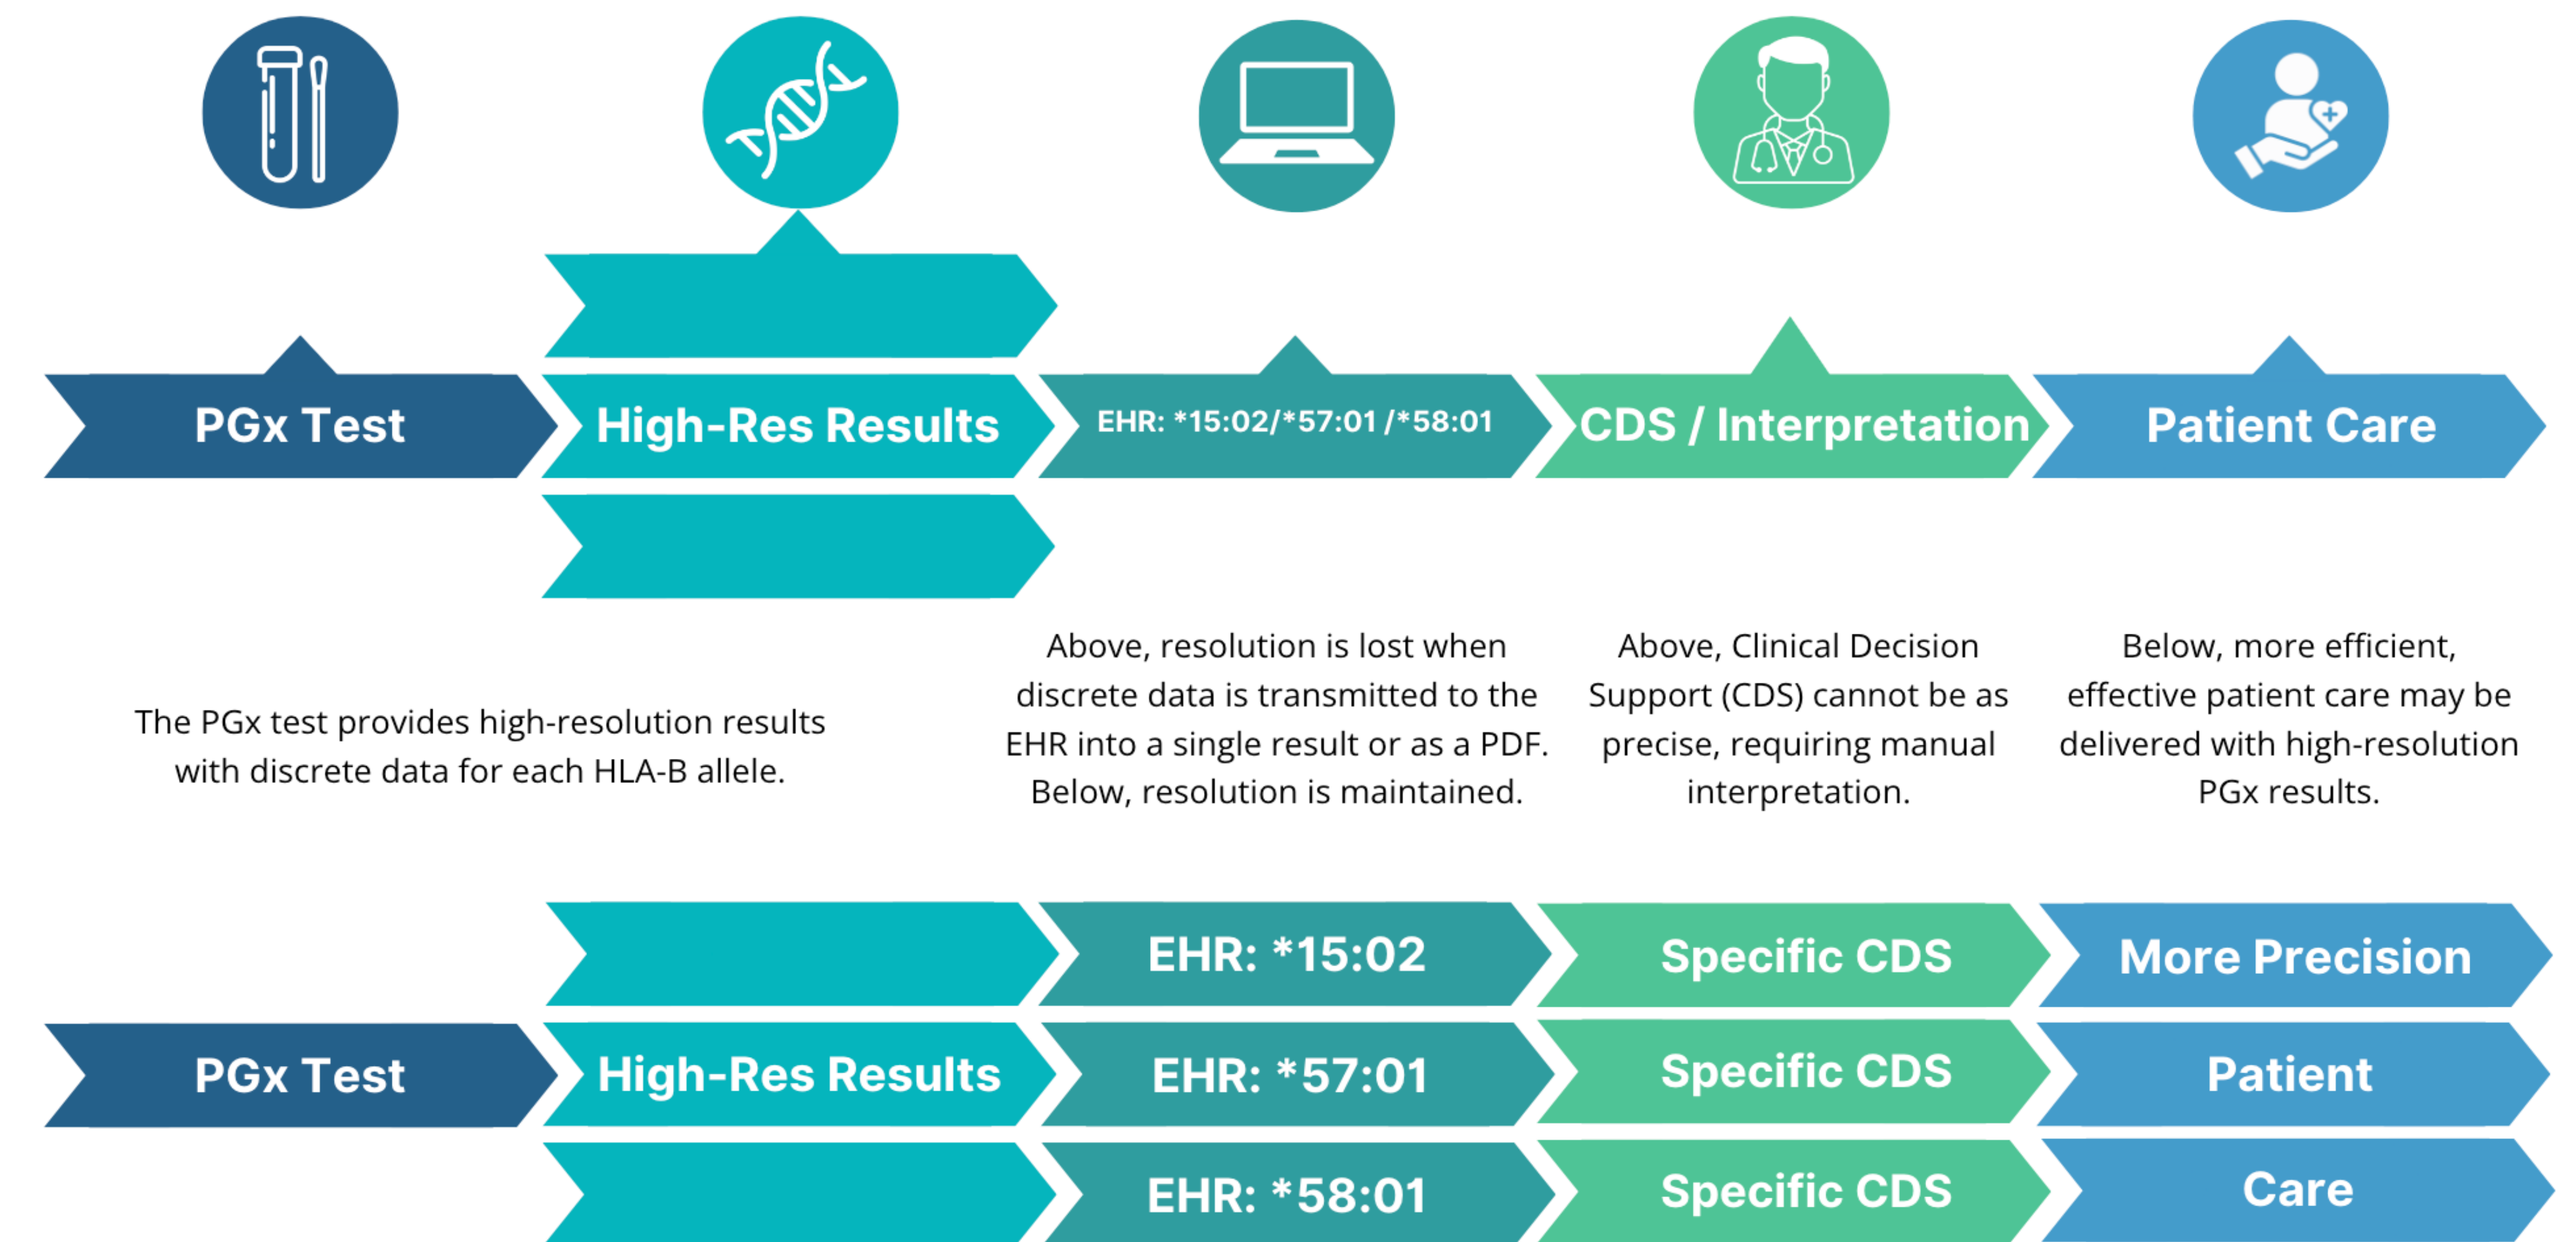 PGx Test
High-Res Results
EHR: *15:02/*57:01 /*58:01
CDS / Interpretation
Patient Care
The PGx test provides high-resolution results
with discrete data for each HLA-B allele.
Above, resolution is lost when
discrete data is transmitted to the
EHR into a single result or as a PDF.
Below, resolution is maintained.
Above, Clinical Decision
Support (CDS) cannot be as
precise, requiring manual
interpretation.
Below, more efficient,
effective patient care may be
delivered with high-resolution
PGx results.
PGx Test
High-Res Results
EHR: *15:02
Specific CDS
More Precision
EHR: *57:01
Specific CDS
Patient
EHR: *58:01
Specific CDS
Care